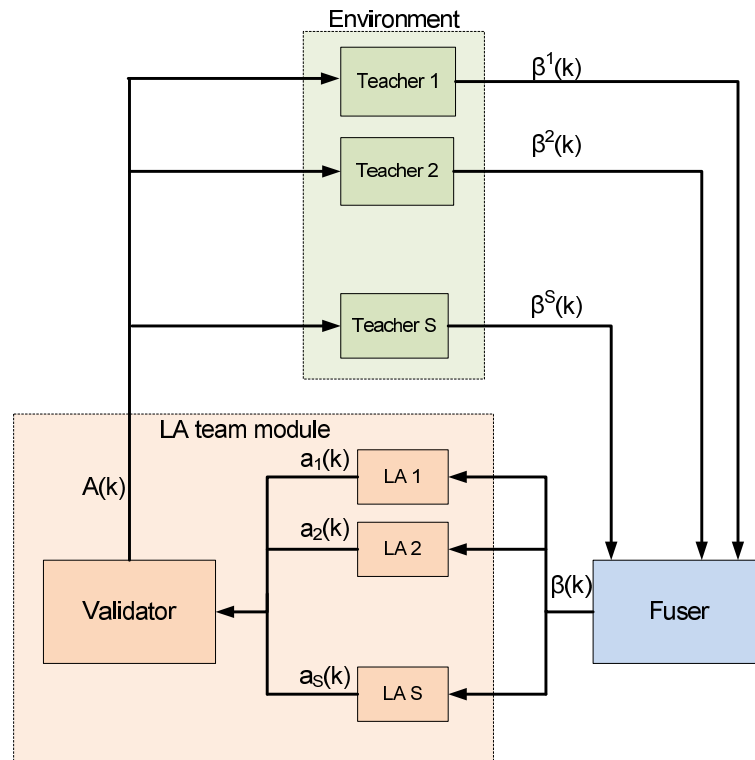 Environment
Teacher 1
β¹(k)
Teacher 2
β²(k)
Teacher S
βˢ(k)
LA team module
A(k)
a₁(k)
LA 1
a₂(k)
LA 2
Validator
β(k)
Fuser
aₛ(k)
LA S